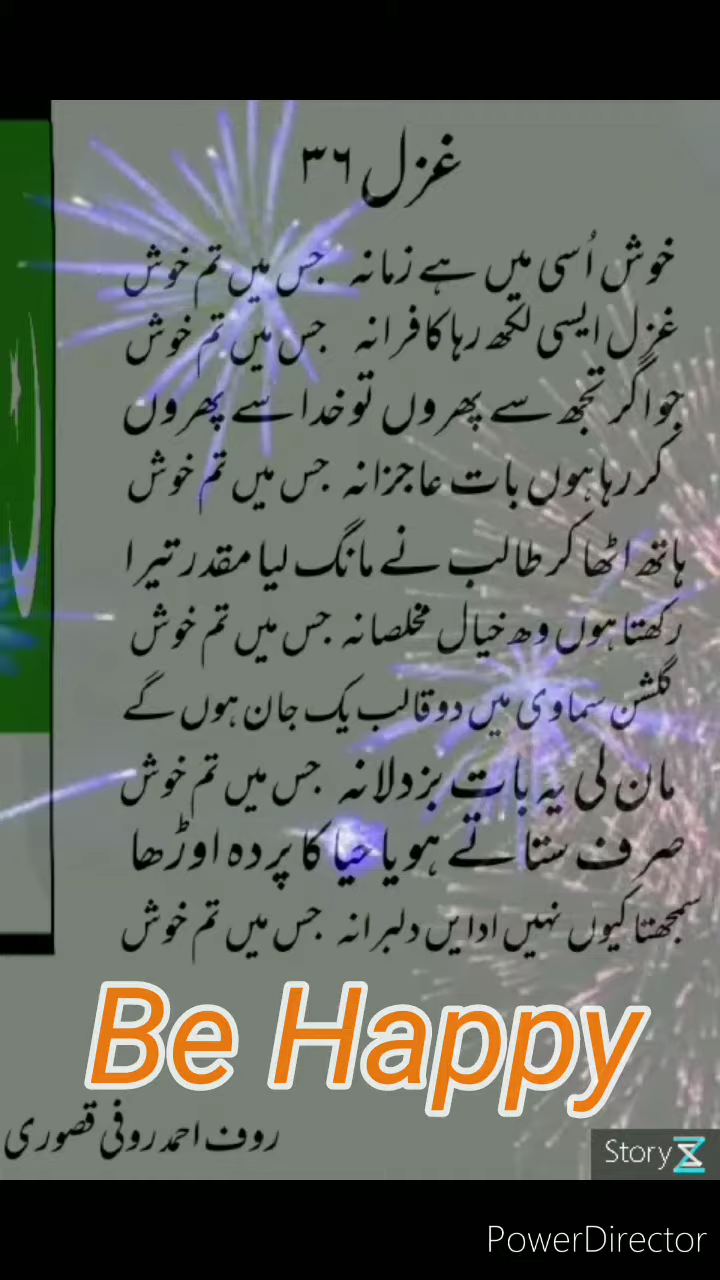 غزل ۳۶
خوش اُسی میں ہے زمانہ جس میں تم خوش
غزل ایسی لکھ رہا کافرانہ جس میں تم خوش
جو اگر تجھ سے پھروں تو خدا سے پھروں
کر رہا ہوں بات عاجزانہ جس میں تم خوش
ہاتھ اٹھا کر طالب نے مانگ لیا مقدر تیرا
رکھتا ہوں وھ خیال مخلصانہ جس میں تم خوش
گلشن سماوی میں دو قالب یک جان ہوں گے
مان لی یہ بات بزدلانہ جس میں تم خوش
صرف ستاتے ہو یا حیا کا پردہ اوڑھا
سمجھتا کیوں نہیں ادایں دلبرانہ جس میں تم خوش
Be Happy
روف احمد روفی قصوری
StoryZ
PowerDirector